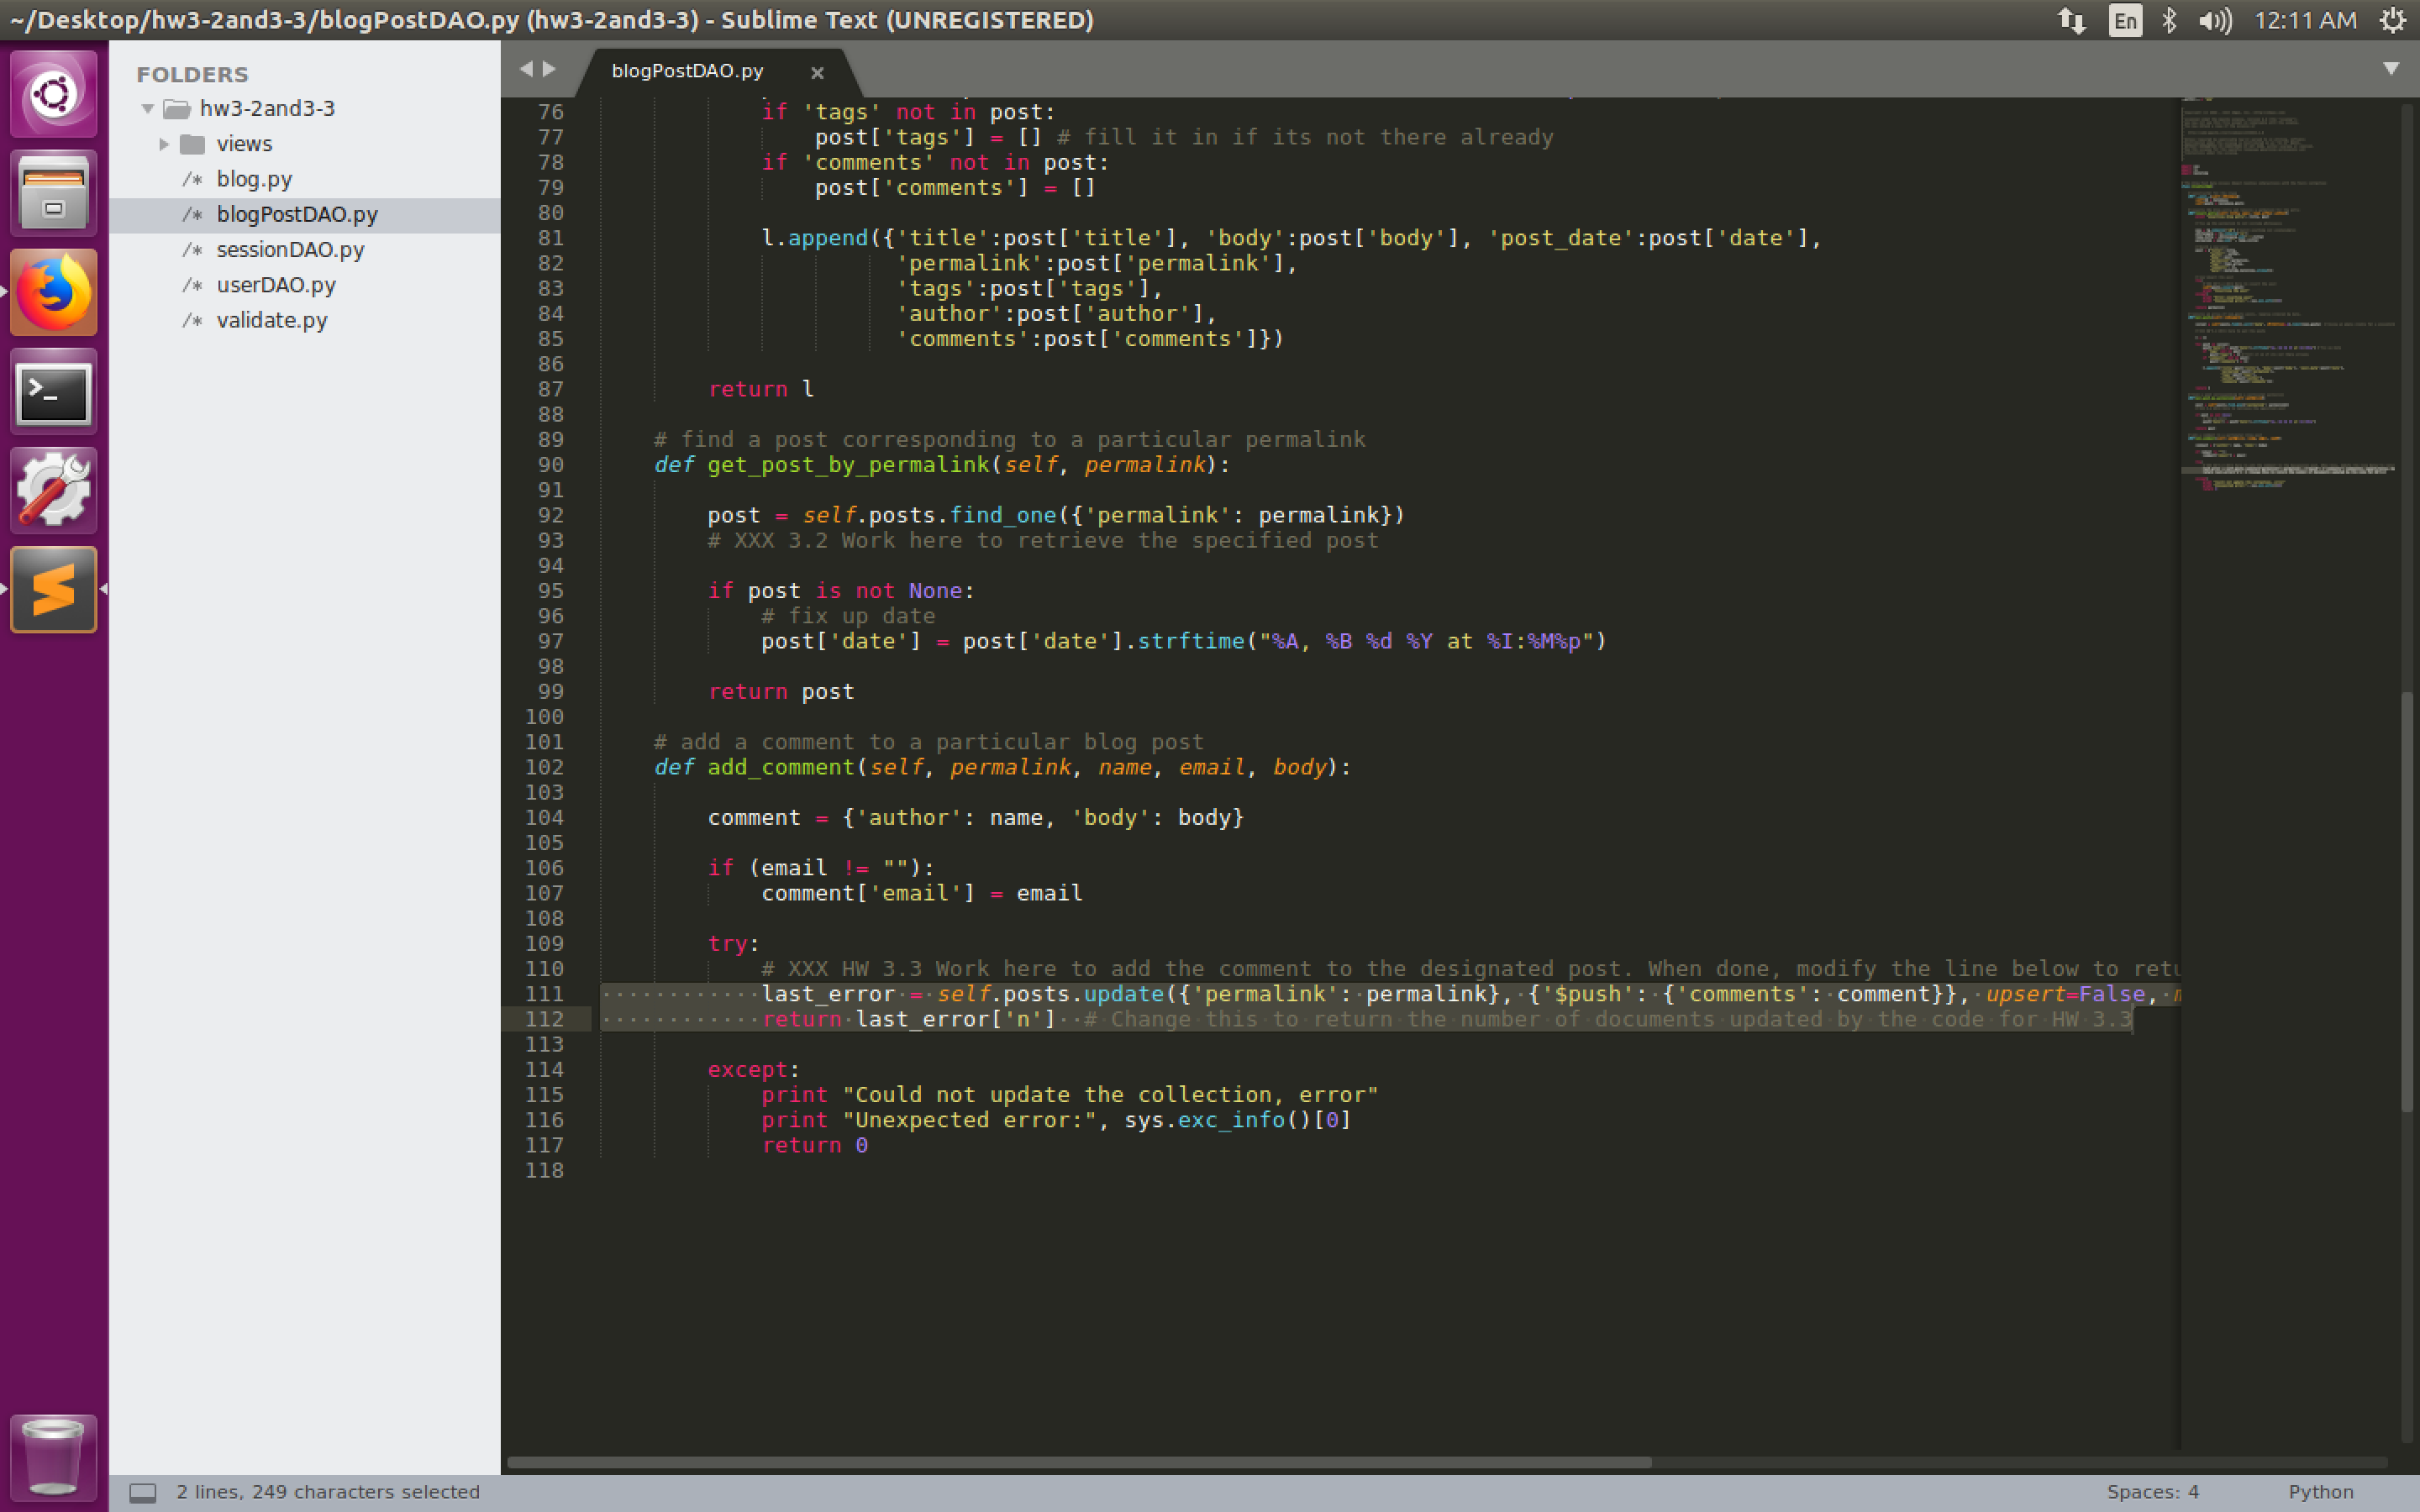 ~/Desktop/hw3-2and3-3/blogPostDAO.py (hw3-2and3-3) - Sublime Text (UNREGISTERED)
En
12:11 AM
FOLDERS
hw3-2and3-3
views
/* blog.py
/* blogPostDAO.py
/* sessionDAO.py
/* userDAO.py
/* validate.py
blogPostDAO.py ×
76 if 'tags' not in post:
77 post['tags'] = [] # fill it in if its not there already
78 if 'comments' not in post:
79 post['comments'] = []
80
81 l.append({'title':post['title'], 'body':post['body'], 'post_date':post['date'],
82 'permalink':post['permalink'],
83 'tags':post['tags'],
84 'author':post['author'],
85 'comments':post['comments']})
86
87 return l
88
89 # find a post corresponding to a particular permalink
90 def get_post_by_permalink(self, permalink):
91
92 post = self.posts.find_one({'permalink': permalink})
93 # XXX 3.2 Work here to retrieve the specified post
94
95 if post is not None:
96 # fix up date
97 post['date'] = post['date'].strftime("%A, %B %d %Y at %I:%M%p")
98
99 return post
100
101 # add a comment to a particular blog post
102 def add_comment(self, permalink, name, email, body):
103
104 comment = {'author': name, 'body': body}
105
106 if (email != ""):
107 comment['email'] = email
108
109 try:
110 # XXX HW 3.3 Work here to add the comment to the designated post. When done, modify the line below to retu
111 last_error = self.posts.update({'permalink': permalink}, {'$push': {'comments': comment}}, upsert=False,
112 return last_error['n'] # Change this to return the number of documents updated by the code for HW 3.3
113
114 except:
115 print "Could not update the collection, error"
116 print "Unexpected error:", sys.exc_info()[0]
117 return 0
118
2 lines, 249 characters selected
Spaces: 4
Python